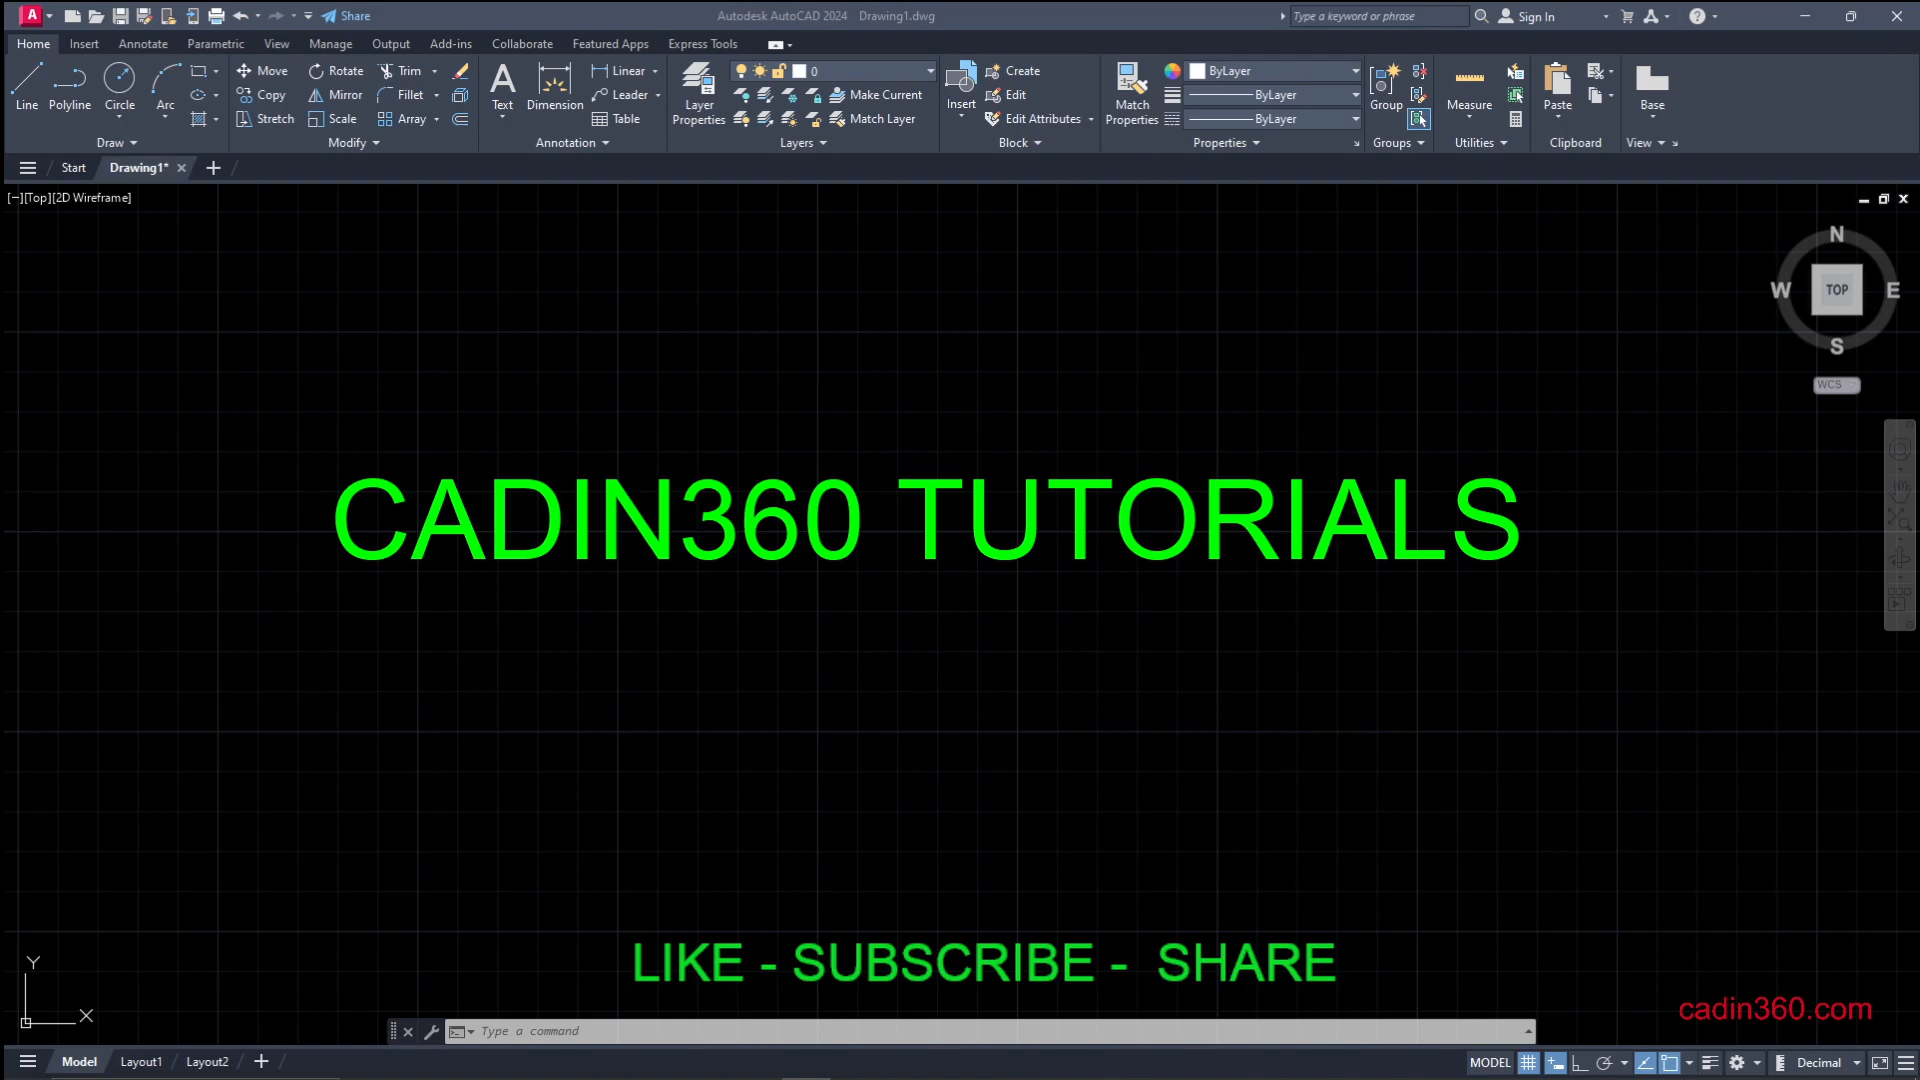 A Share Autodesk AutoCAD 2024 Drawing1.dwg Type a keyword or phrase Sign In
Home Insert Annotate Parametric View Manage Output Add-ins Collaborate Featured Apps Express Tools
Line Polyline Circle Arc
Move Rotate Trim
Copy Mirror Fillet
Stretch Scale Array
Text Dimension
Linear
Leader
Table
Layer Properties
0
Make Current
Match Layer
Insert
Create
Edit
Edit Attributes
Match Properties
ByLayer
ByLayer
ByLayer
Group
Measure
Paste
Base
Draw Modify Annotation Layers Block Properties Groups Utilities Clipboard View
Start Drawing1*
[−][Top][2D Wireframe]
N
W TOP E
S
WCS
CADIN360 TUTORIALS
LIKE - SUBSCRIBE - SHARE
Y
X
cadin360.com
Type a command
Model Layout1 Layout2 MODEL Decimal